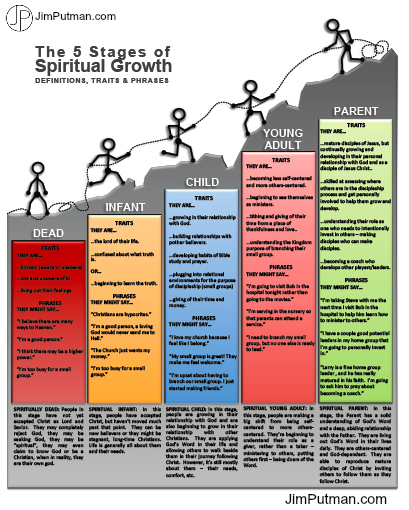 JP JimPutman.com
The 5 Stages of
Spiritual Growth
DEFINITIONS, TRAITS & PHRASES
DEAD
TRAITS
THEY ARE...
...living out their feelings.
PHRASES
THEY MIGHT SAY...
"I believe there are many
ways to Heaven."
"I'm a good person."
"I think there may be a higher
power."
"I'm too busy for a small
group."
INFANT
TRAITS
THEY ARE...
...the lord of their life.
...confused about what truth
is.
OR...
...beginning to learn the truth.
PHRASES
THEY MIGHT SAY...
"Christians are hypocrites."
"I'm a good person, a loving
God would never send me to
Hell."
"The Church just wants my
money."
"I'm too busy for a small
group."
CHILD
TRAITS
THEY ARE...
...growing in their relationship
with God.
...building relationships with
other believers.
...developing habits of Bible
study and prayer.
...plugging into relational
environments for the purpose
of discipleship (small groups)
...giving of their time and
money.
PHRASES
THEY MIGHT SAY...
"I love my church because I
feel like I belong."
"My small group is great! They
make me feel welcome."
"I'm upset about having to
branch our small group. I just
started making friends."
YOUNG
ADULT
TRAITS
THEY ARE...
...becoming less self-centered
and more others-centered.
...beginning to see themselves
as ministers.
...tithing and giving of their
time from a place of
thankfulness and love.
...understanding the Kingdom
purpose of branching their
small group.
PHRASES
THEY MIGHT SAY...
"I'm going to visit Bob in the
hospital tonight rather than
going to the movies."
"I'm serving in the nursery so
that parents can attend a
service."
"I need to branch my small
group, but no one else is ready
to lead."
PARENT
TRAITS
THEY ARE...
...mature disciples of Jesus, but
continually growing and
developing in their personal
relationship with God and as a
disciple of Jesus Christ.
...skilled at assessing where
others are in the discipleship
process and get personally
involved to help them grow and
develop.
...understanding their role as
one who needs to intentionally
invest in others—making
disciples who can make
disciples.
...becoming a coach who
develops other players/leaders.
PHRASES
THEY MIGHT SAY...
"I'm taking Steve with me the
next time I visit Bob in the
hospital to help him learn how
to minister to others."
"I have a couple good potential
leaders in my home group that
I'm going to personally invest
in."
"Larry is a fine home group
leader, and he has really
matured in his faith. I'm going
to ask him to pray about
becoming a coach."
SPIRITUALLY DEAD: People in
this case have not yet
accepted Christ as Lord and
Savior. They may completely
reject God, they may be
seeking God, they may be
"spiritual", they may even
claim to know God or be a
Christian, when in reality, they
are their own god.
SPIRITUAL INFANT: In this
stage, people have accepted
Christ, but haven't moved much
past that point. They can be
new believers or they might be
stagnant, long-time Christians.
Life is generally all about them
and their needs.
SPIRITUAL CHILD: In this stage,
people are growing in their
relationship with God and are
also beginning to grow in their
relationships with other
Christians. They are applying
God's Word in their life and
allowing others to walk beside
them in their journey following
Christ. However, it's still mostly
about them – their needs,
comfort, etc.
SPIRITUAL YOUNG ADULT: In
this stage, people are making a
big shift from being self-
centered to more others-
centered. They're beginning to
understand their role as a
giver, rather than a taker –
ministering to others, putting
others first – being doers of the
Word.
SPIRITUAL PARENT: In this
stage, the Parent has a solid
understanding of God's Word
and a deep, abiding relationship
with the Father. They are living
out God's Word in their lives
daily. They are others-centered
and God-dependent. They are
able to reproduce mature
disciples of Christ by inviting
others to follow them as they
follow Christ.
JimPutman.com